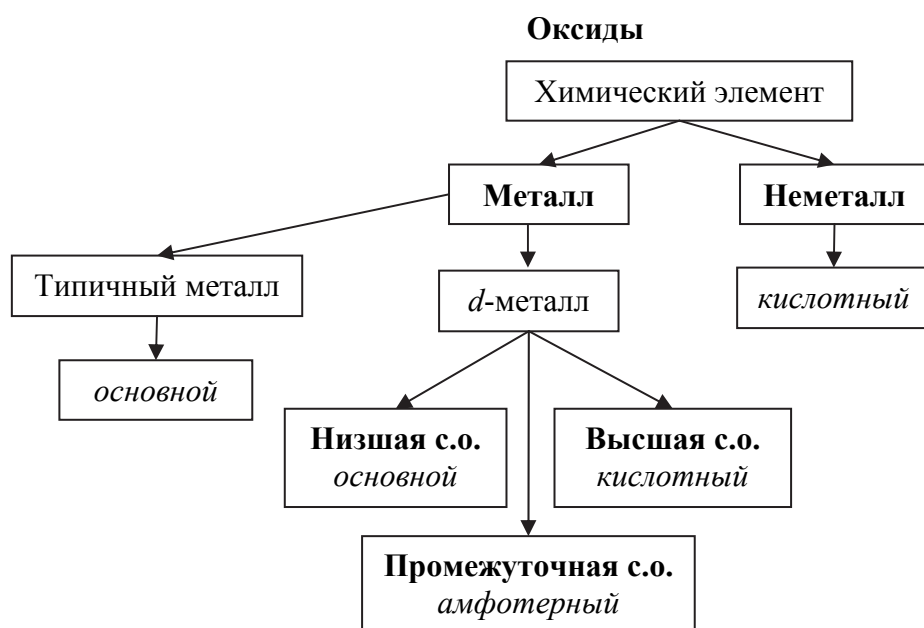 Оксиды
Химический элемент
Металл
Неметалл
Типичный металл
d-металл
кислотный
основной
Низшая с.о.
основной
Высшая с.о.
кислотный
Промежуточная с.о.
амфотерный